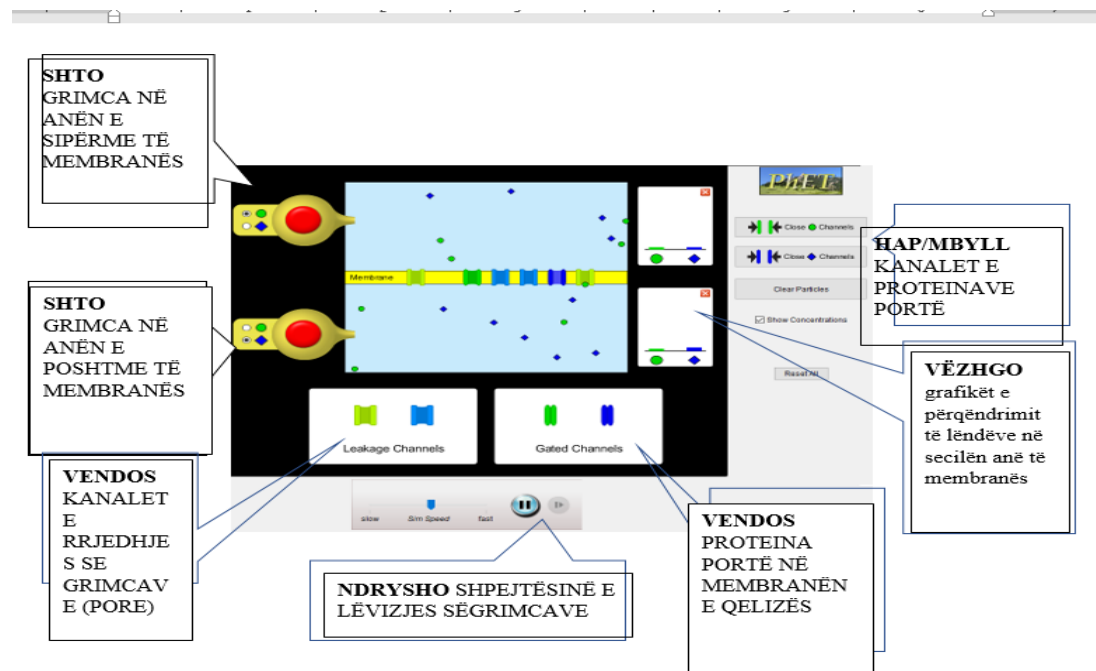 SHTO
GRIMCA NË
ANËN E
SIPËRME TË
MEMBRANËS
SHTO
GRIMCA NË
ANËN E
POSHTME TË
MEMBRANËS
VENDOS
KANALET
E
RRJEDHJE
S SE
GRIMCAV
E (PORE)
Membrane
Leakage Channels
Gated Channels
slow Sim Speed fast
PhET
Close Channels
Close Channels
Clear Particles
Show Concentrations
Reset All
HAP/MBYLL
KANALET E
PROTEINAVE
PORTË
VËZHGO
grafikët e
përqëndrimit
të lëndëve në
secilën anë të
membranës
NDRYSHO SHPEJTËSINË E
LËVIZJES SËGRIMCAVE
VENDOS
PROTEINA
PORTË NË
MEMBRANËN
E QELIZËS